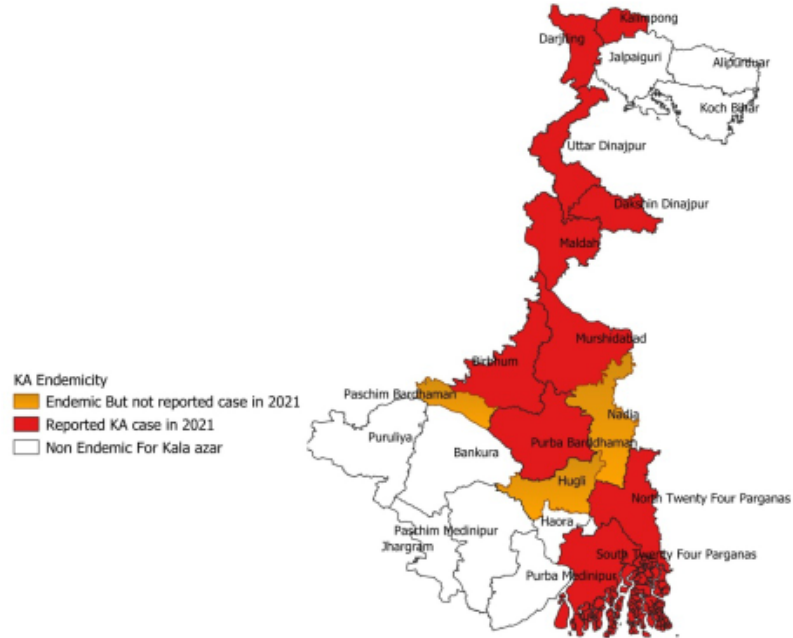 Kalimpong
Darjiling
Jalpaiguri
Alipurduar
Koch Bihar
Uttar Dinajpur
Dakshin Dinajpur
Maldah
Murshidabad
Birbhum
KA Endemicity
Endemic But not reported case in 2021
Reported KA case in 2021
Non Endemic For Kala azar
Paschim Bardhaman
Nadia
Puruliya
Purba Barddhaman
Bankura
Hugli
North Twenty Four Parganas
Haora
Paschim Medinipur
Jhargram
South Twenty Four Parganas
Purba Medinipur